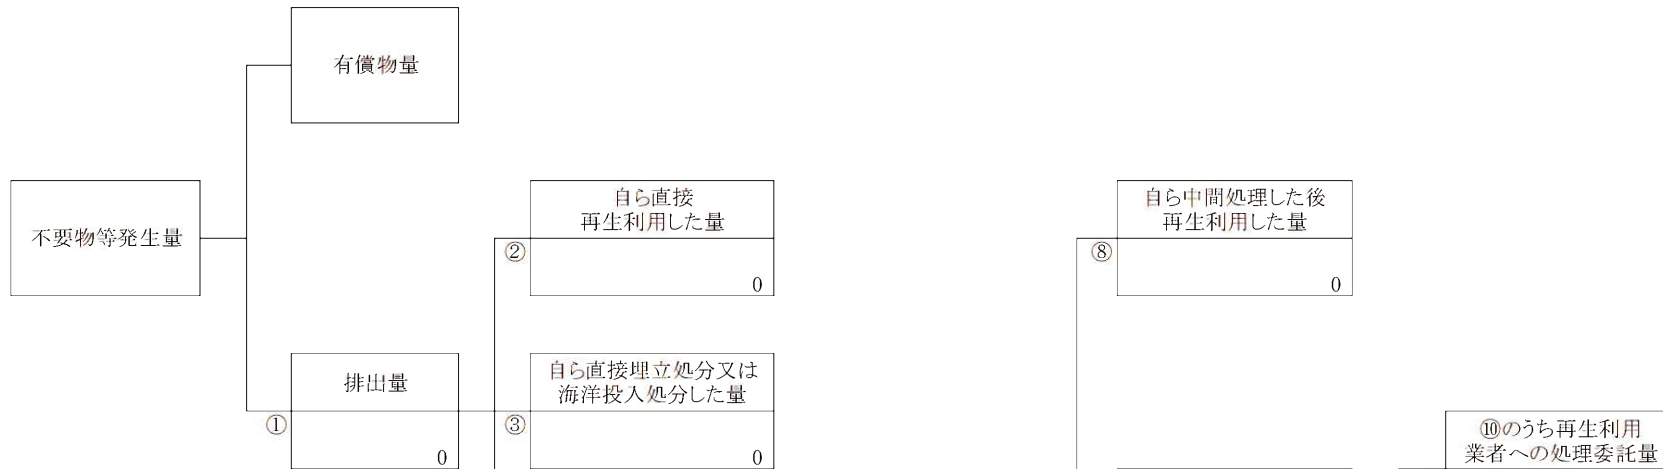 有償物量
不要物等発生量
自ら直接
再生利用した量
②
0
自ら中間処理した後
再生利用した量
⑧
0
排出量
①
0
自ら直接埋立処分又は
海洋投入処分した量
③
0
⑩のうち再生利用
業者への処理委託量